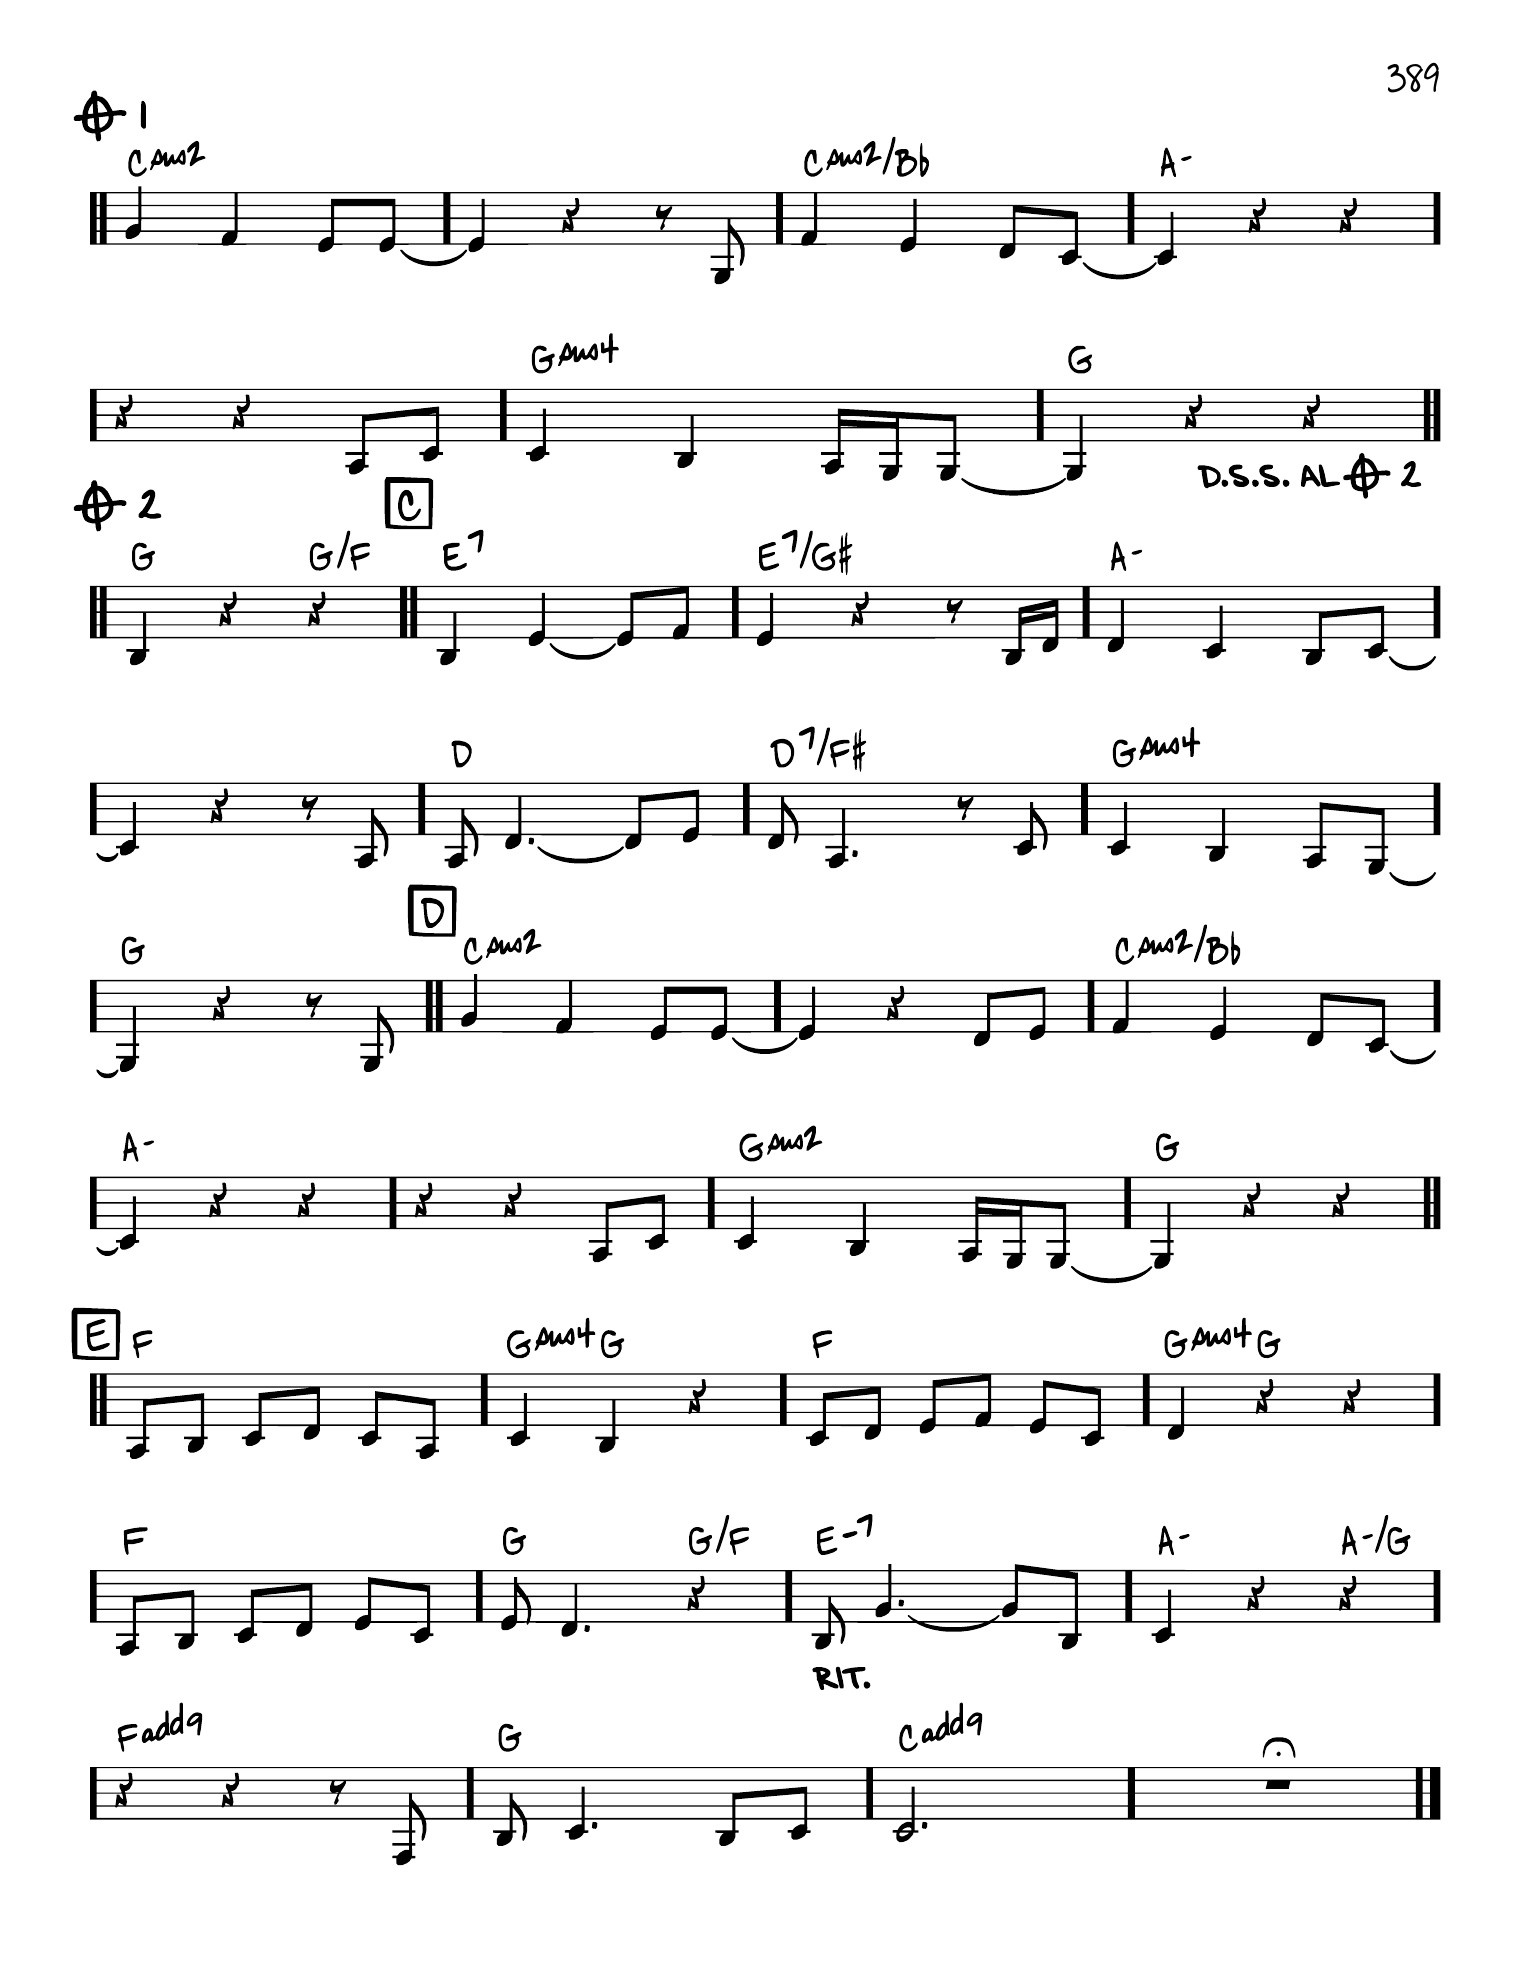 389
1
Csus2 Csus2/Bb A-
Gsus4 G
D.S.S. AL 2
2 C
G G/F E7 E7/G# A-
D D7/F# Gsus4
D
G Csus2 Csus2/Bb
A- Gsus2 G
E F Gsus4 G F Gsus4 G
F G G/F E-7 A- A-/G
RIT.
Fadd9 G Cadd9